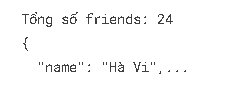 Tổng số friends: 24
{
  "name": "Hà Vi",...